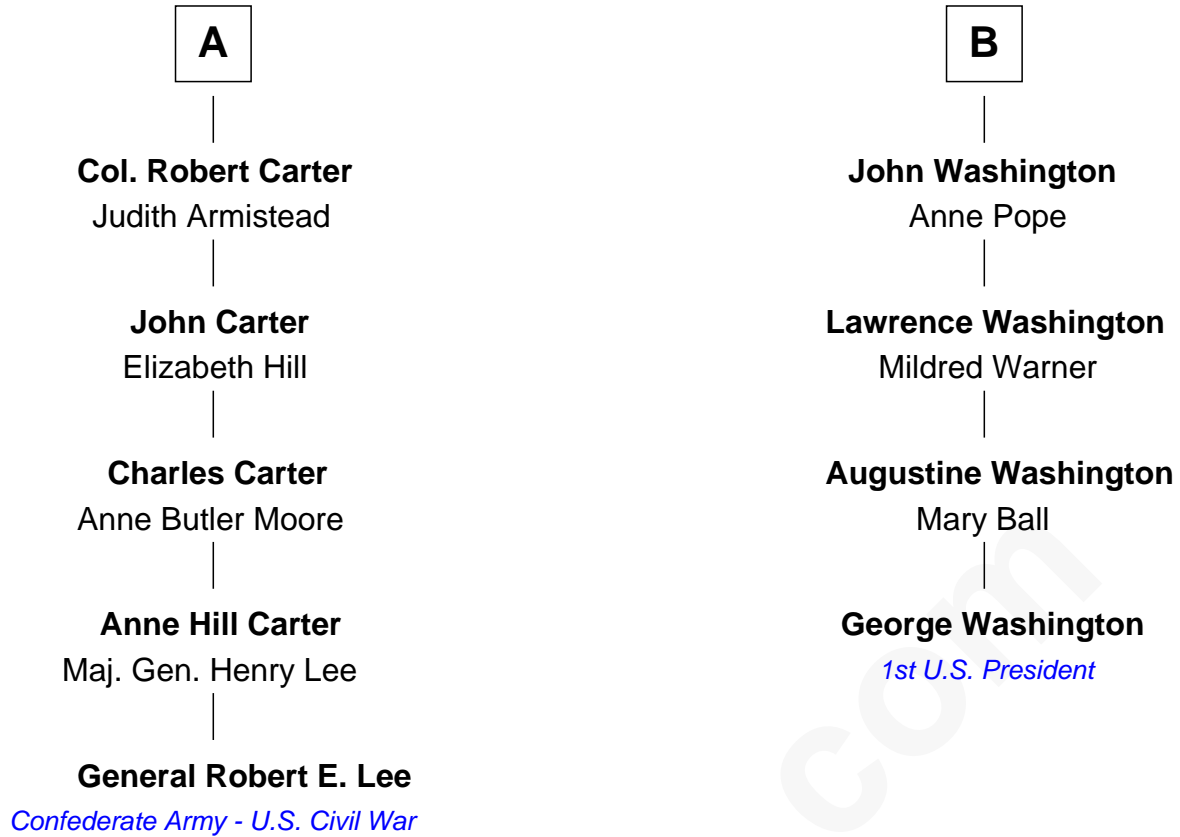 A
Col. Robert Carter
Judith Armistead
John Carter
Elizabeth Hill
Charles Carter
Anne Butler Moore
Anne Hill Carter
Maj. Gen. Henry Lee
General Robert E. Lee
Confederate Army - U.S. Civil War
B
John Washington
Anne Pope
Lawrence Washington
Mildred Warner
Augustine Washington
Mary Ball
George Washington
1st U.S. President
com